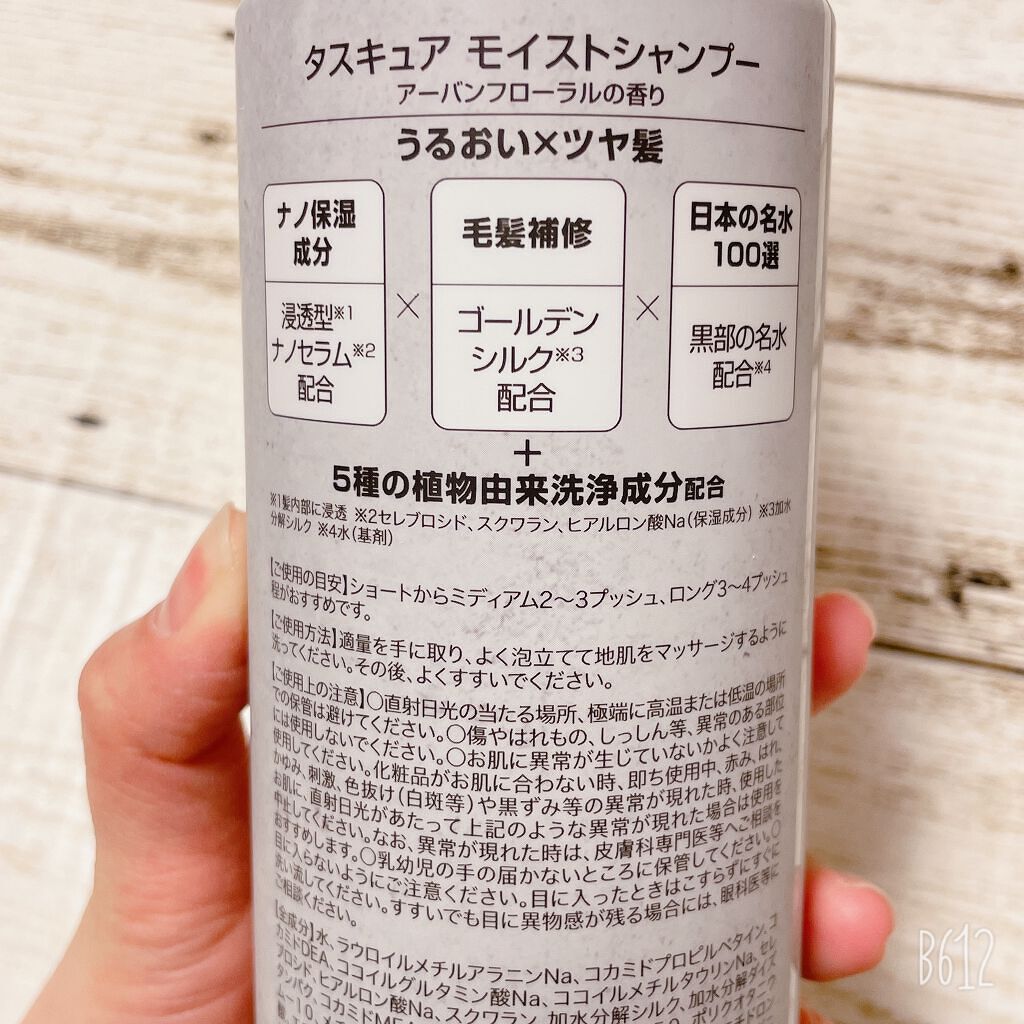 タスキュア モイストシャンプー
アーバンフローラルの香り
うるおい×ツヤ髪
ナノ保湿
成分
浸透型※1
ナノセラム※2
配合
×
毛髪補修
ゴールデン
シルク※3
配合
×
日本の名水
100選
黒部の名水
配合※4
+
5種の植物由来洗浄成分配合
※1髪内部に浸透 ※2セレブロシド、スクワラン、ヒアルロン酸Na(保湿成分) ※3加水
分解シルク ※4水(基剤)
【ご使用の目安】ショートからミディアム2〜3プッシュ、ロング3〜4プッシュ
程がおすすめです。
【ご使用方法】適量を手に取り、よく泡立てて地肌をマッサージするように
洗ってください。その後、よくすすいでください。
【ご使用上の注意】○直射日光の当たる場所、極端に高温または低温の場所
での保管は避けてください。○傷やはれもの、しっしん等、異常のある部位
には使用しないでください。○お肌に異常が生じていないかよく注意して
使用してください。化粧品がお肌に合わない時、即ち使用中、赤み、はれ、
かゆみ、刺激、色抜け(白斑等)や黒ずみ等の異常が現れた時、使用した
お肌に、直射日光があたって上記のような異常が現れた場合は使用を
中止してください。なお、異常が現れた時は、皮膚科専門医等へご相談を
おすすめします。○乳幼児の手の届かないところに保管してください。○
目に入らないようにご注意ください。目に入ったときはこすらずにすぐに
洗い流してください。すすいでも目に異物感が残る場合には、眼科医等に
ご相談ください。
【全成分】水、ラウロイルメチルアラニンNa、コカミドプロピルベタイン、コ
カミドDEA、ココイルグルタミン酸Na、ココイルメチルタウリンNa、セレ
ブロシド、ヒアルロン酸Na、スクワラン、加水分解シルク、加水分解ダイズ
タンパク、コカミドMEA、ポリクオタニウ
ム-10、
B612